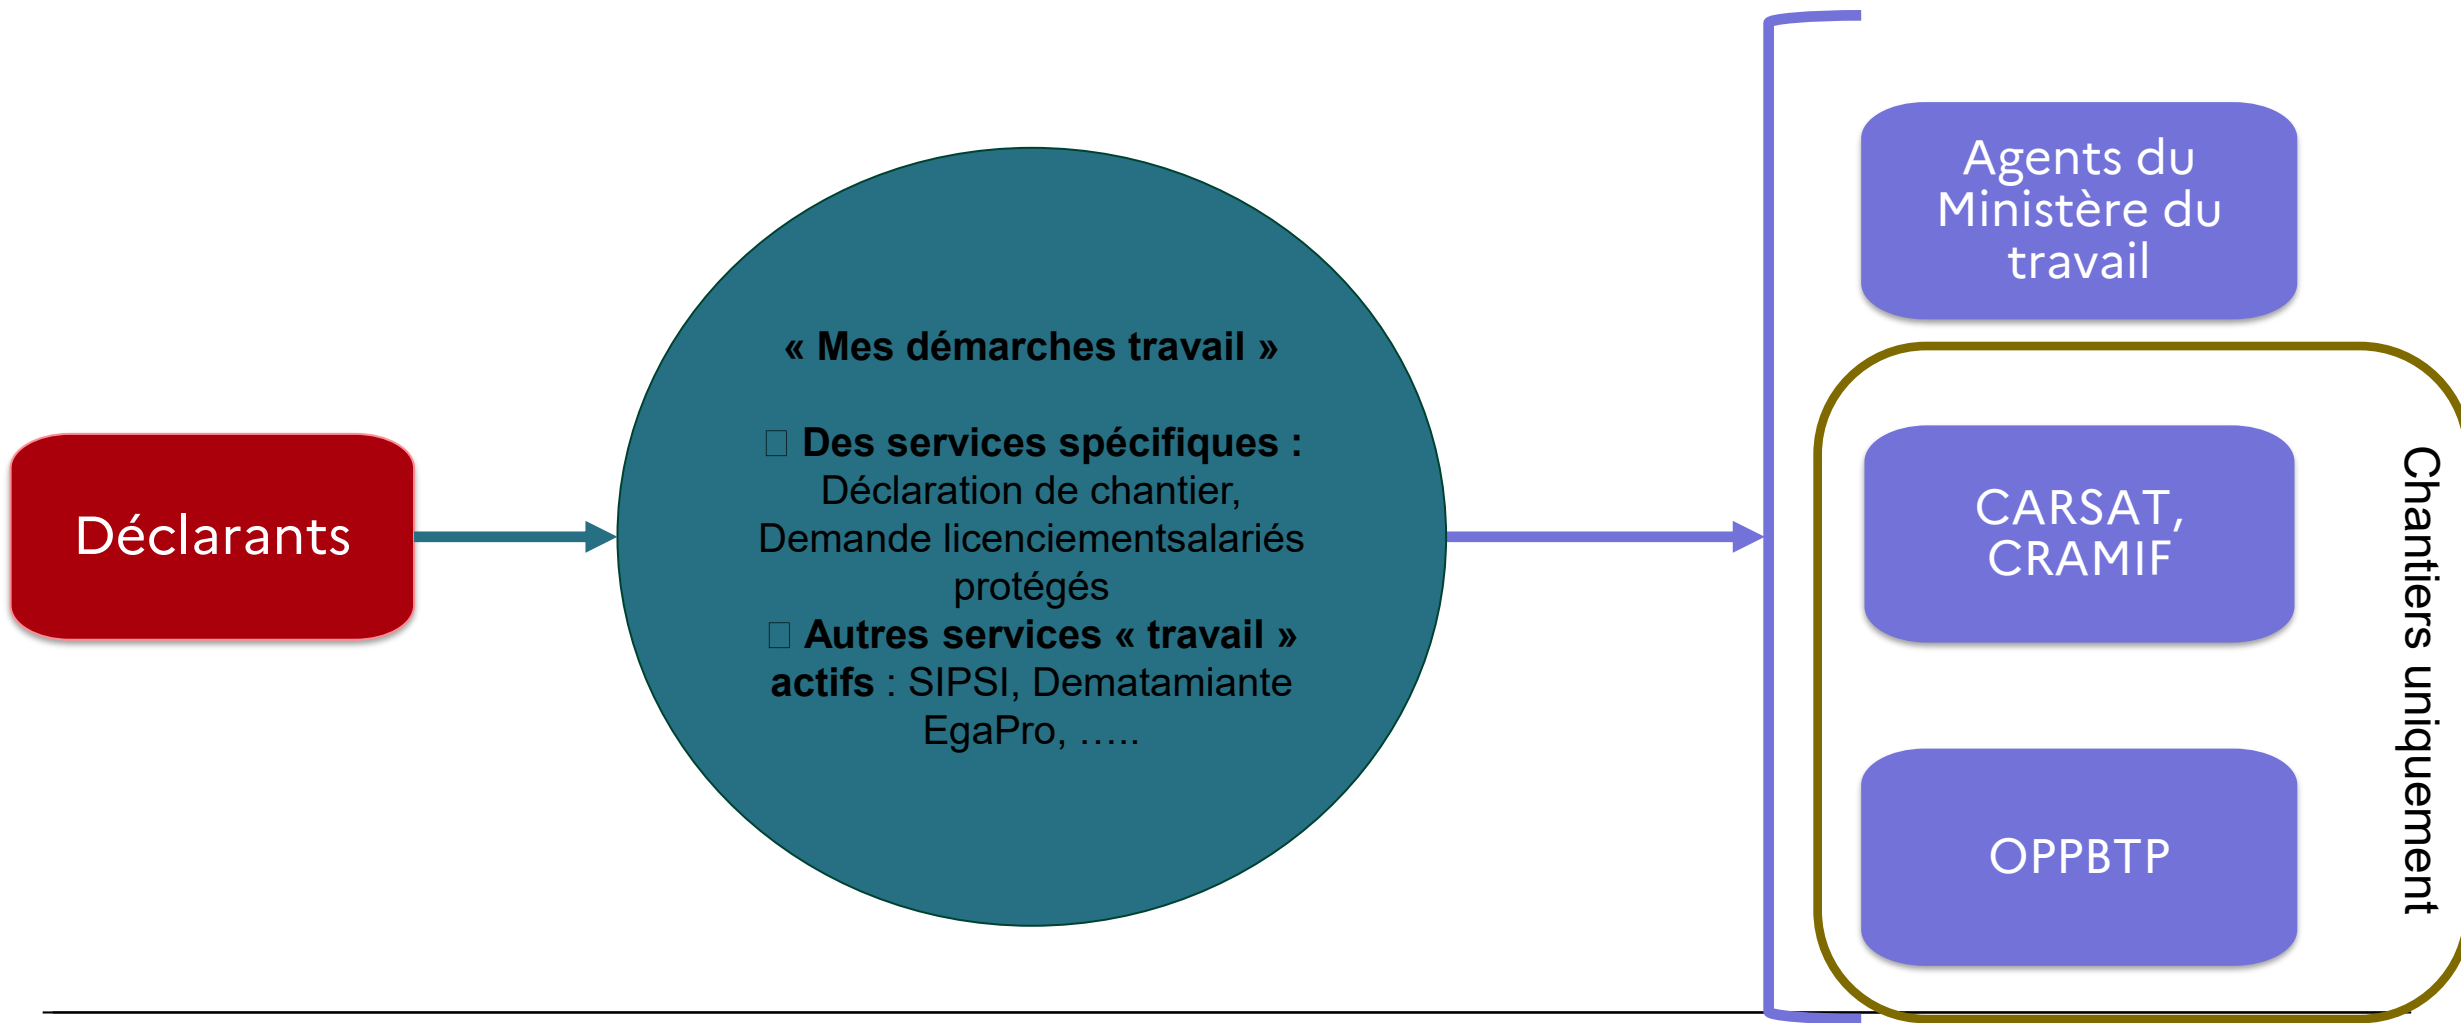 Déclarants
« Mes démarches travail »
Des services spécifiques :
Déclaration de chantier,
Demande licenciementsalariés
protégés
Autres services « travail »
actifs : SIPSI, Dematamiante
EgaPro, .....
Agents du
Ministère du
travail
CARSAT,
CRAMIF
OPPBTP
Chantiers uniquement